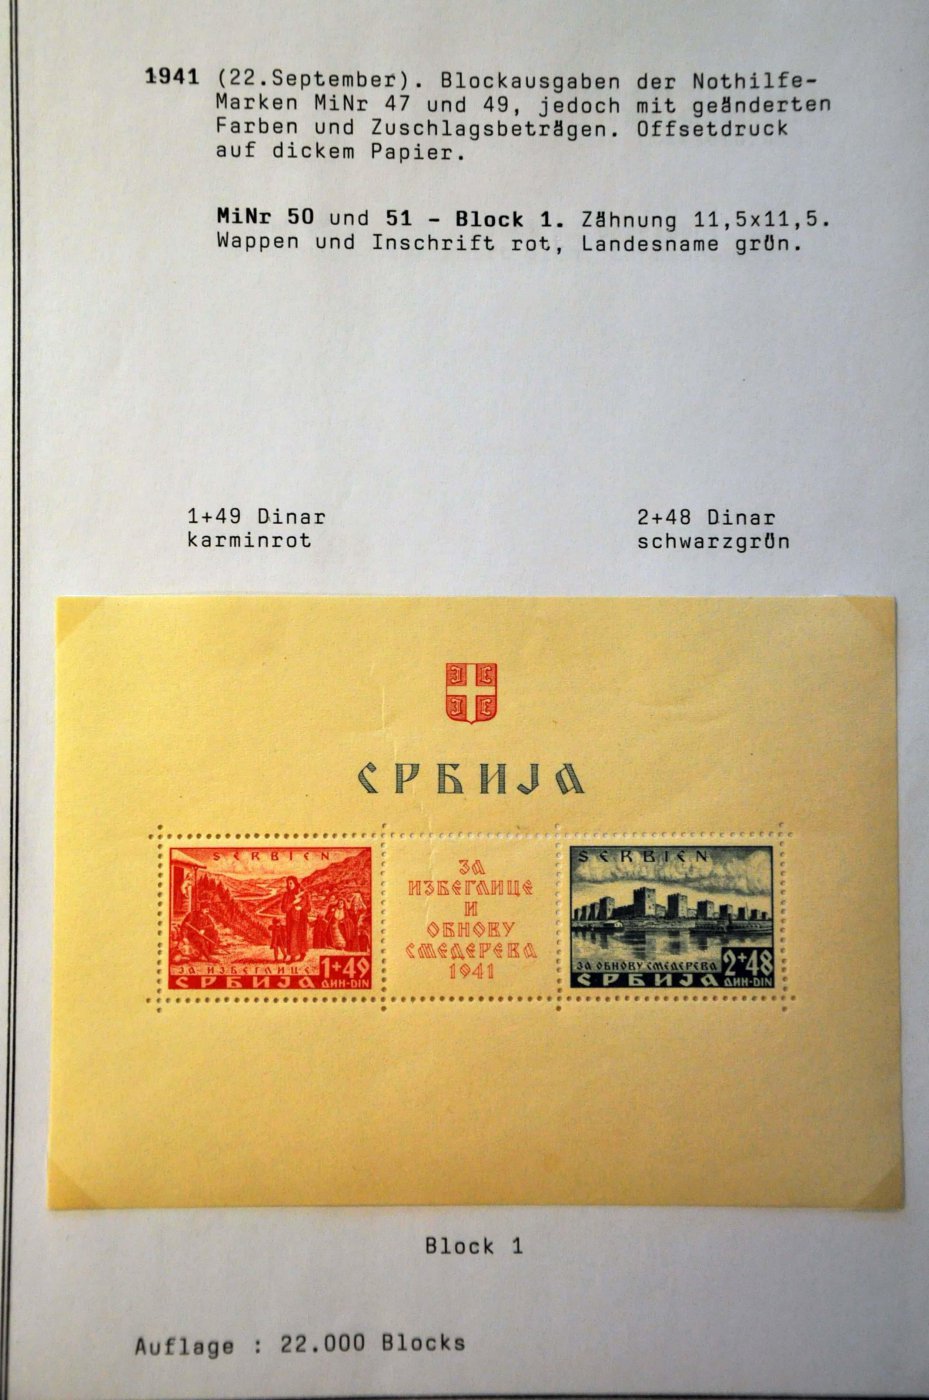 1941 (22.September). Blockausgaben der Nothilfe-
Marken MiNr 47 und 49, jedoch mit geänderten
Farben und Zuschlagsbeträgen. Offsetdruck
auf dickem Papier.
MiNr 50 und 51 - Block 1. Zähnung 11,5x11,5.
Wappen und Inschrift rot, Landesname grün.
1+49 Dinar
karminrot
2+48 Dinar
schwarzgrün
СРБИЈА
SERBIEN
ЗА ИЗБЕГЛИЦЕ
1+49
СРБИЈА
ДИН-DIN
ЗА
ИЗБЕГЛИЦЕ
И
ОБНОВУ
СМЕДЕРЕВА
1941
SERBIEN
ЗА ОБНОВУ СМЕДЕРЕВА
2+48
СРБИЈА
ДИН-DIN
Block 1
Auflage : 22.000 Blocks